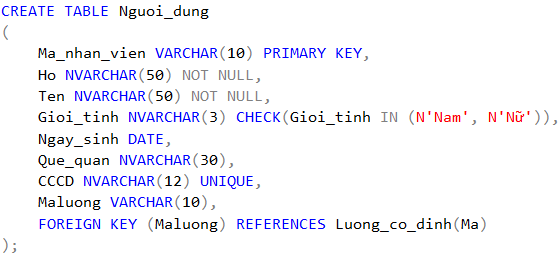 CREATE TABLE Nguoi_dung
(
    Ma_nhan_vien VARCHAR(10) PRIMARY KEY,
    Ho NVARCHAR(50) NOT NULL,
    Ten NVARCHAR(50) NOT NULL,
    Gioi_tinh NVARCHAR(3) CHECK(Gioi_tinh IN (N'Nam', N'Nữ')),
    Ngay_sinh DATE,
    Que_quan NVARCHAR(30),
    CCCD NVARCHAR(12) UNIQUE,
    Maluong VARCHAR(10),
    FOREIGN KEY (Maluong) REFERENCES Luong_co_dinh(Ma)
);